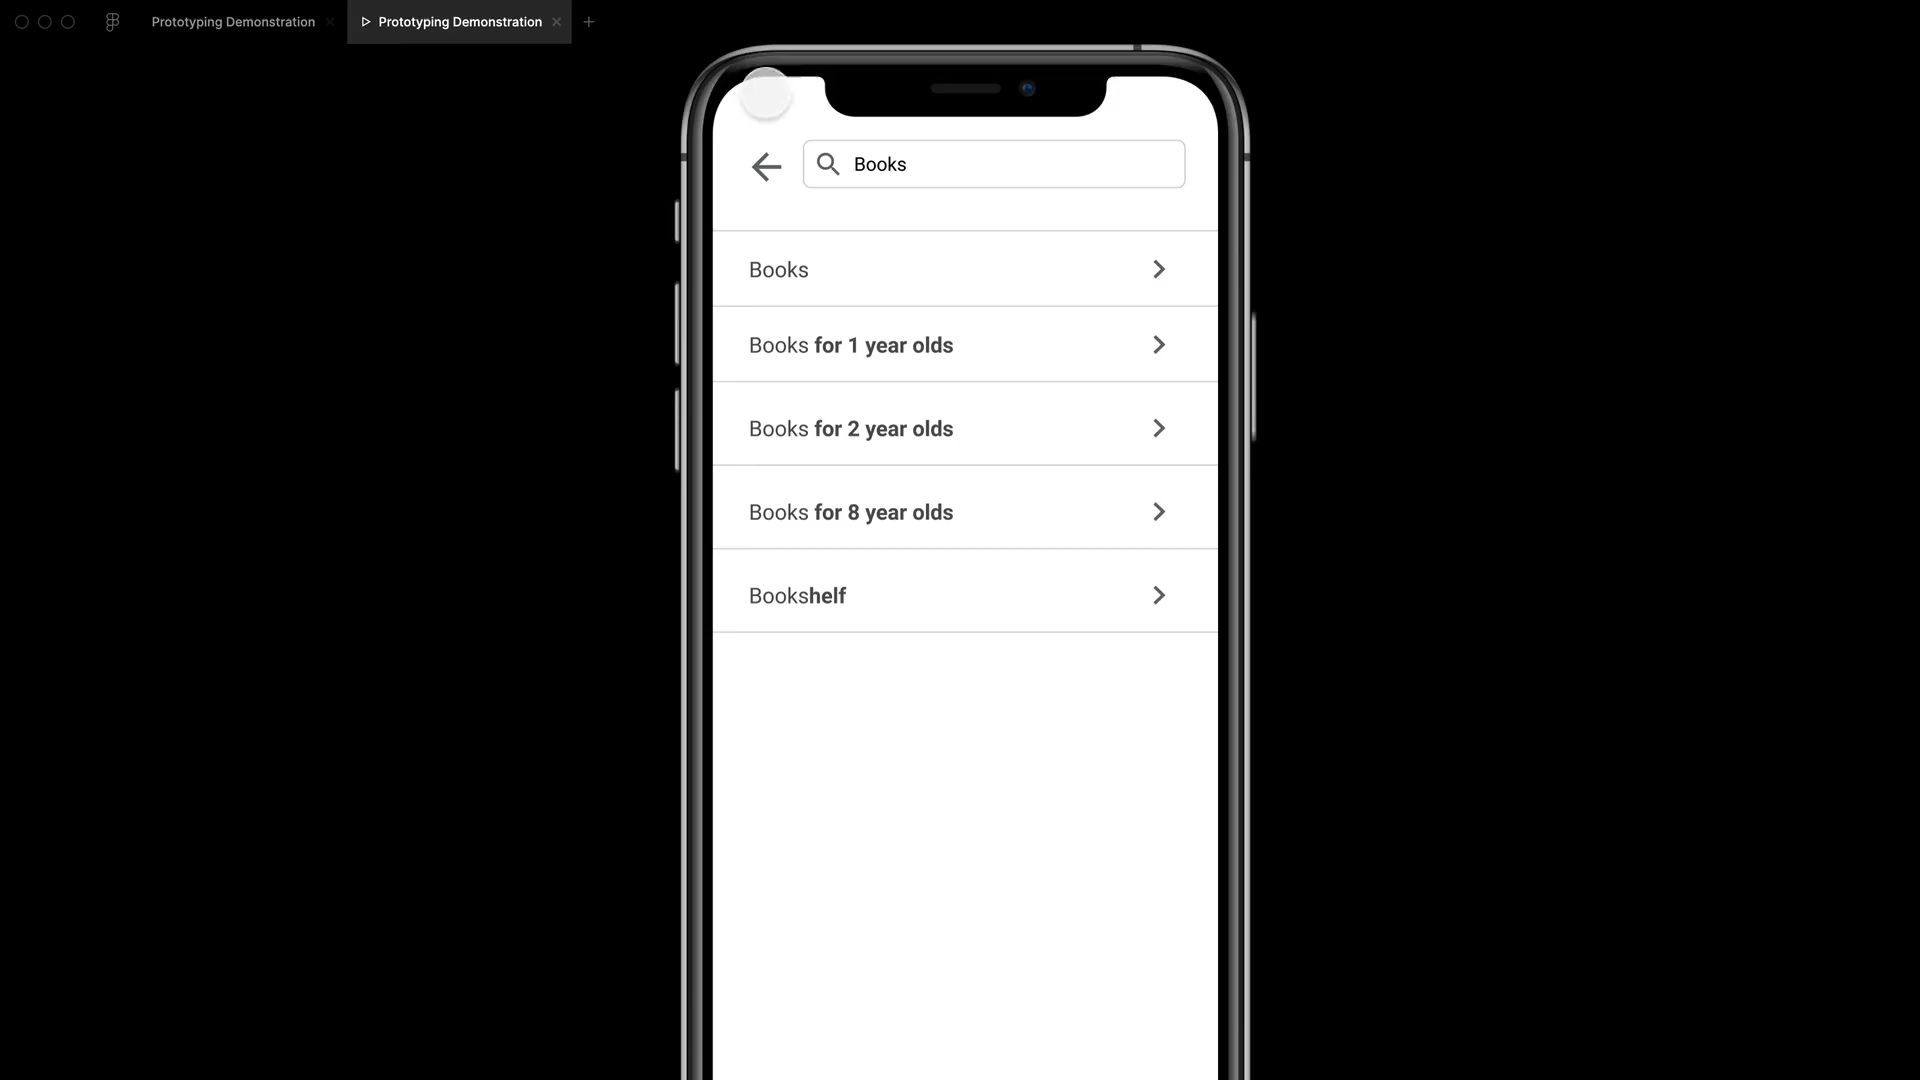 Prototyping Demonstration
Prototyping Demonstration
Books
Books
Books for 1 year olds
Books for 2 year olds
Books for 8 year olds
Bookshelf